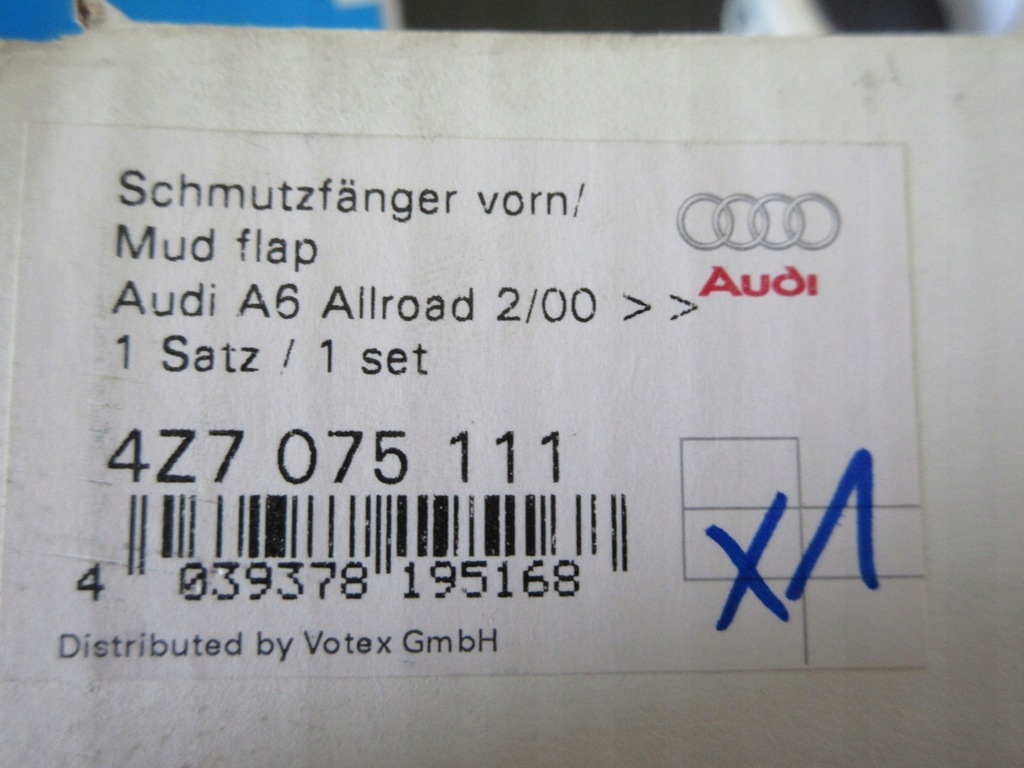 Schmutzfänger vorn/
Mud flap
Audi A6 Allroad 2/00 > >
1 Satz / 1 set
Audi
4Z7 075 111
4 039378 195168
x1
Distributed by Votex GmbH